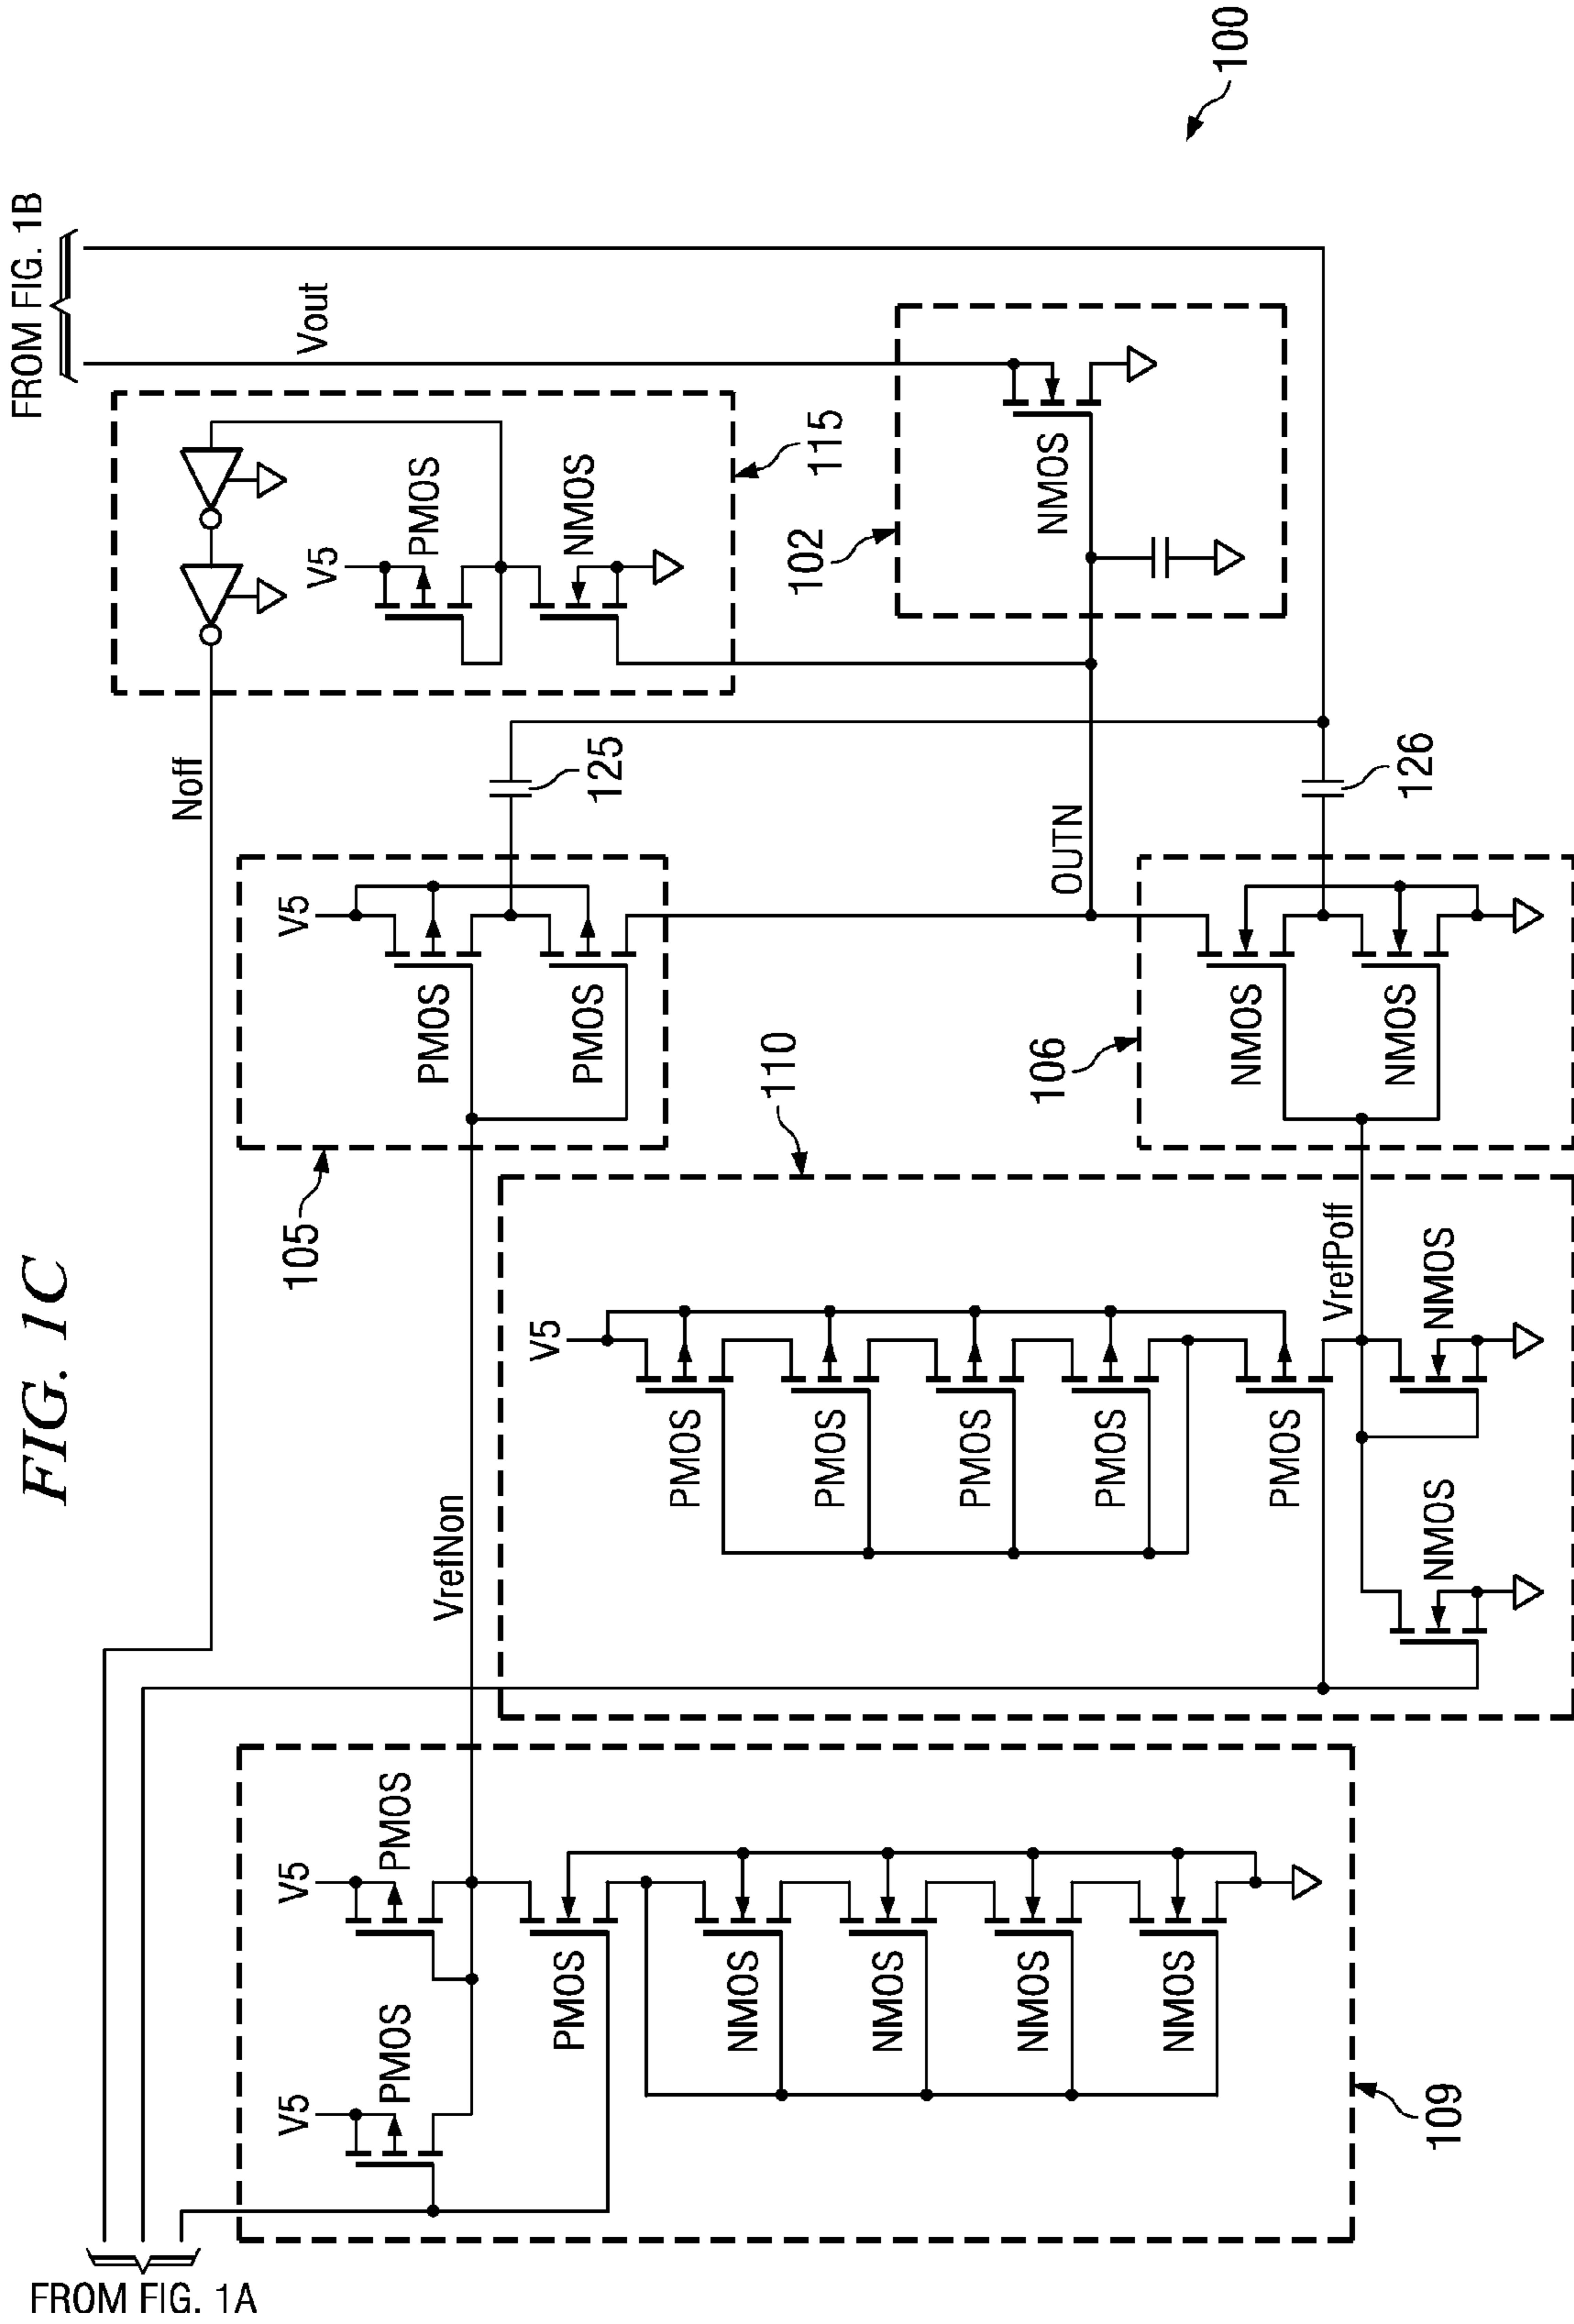 FIG. 1C
FROM FIG. 1A
FROM FIG. 1B
Noff
Vout
100
V5
PMOS
NMOS
115
102
NMOS
105
V5
PMOS
PMOS
125
OUTN
106
NMOS
NMOS
126
110
V5
PMOS
PMOS
PMOS
PMOS
PMOS
VrefPoff
NMOS
NMOS
VrefNon
V5
PMOS
V5
PMOS
PMOS
NMOS
NMOS
NMOS
NMOS
109